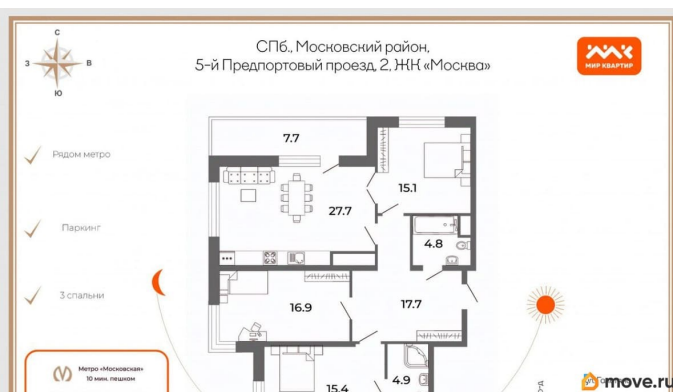 С
З
В
Ю
СПб., Московский район,
5-й Предпортовый проезд, 2, ЖК «Москва»
МИР КВАРТИР
Рядом метро
Паркинг
3 спальни
Метро «Московская»
10 мин. пешком
7.7
15.1
27.7
4.8
16.9
17.7
15.4
4.9
move.ru